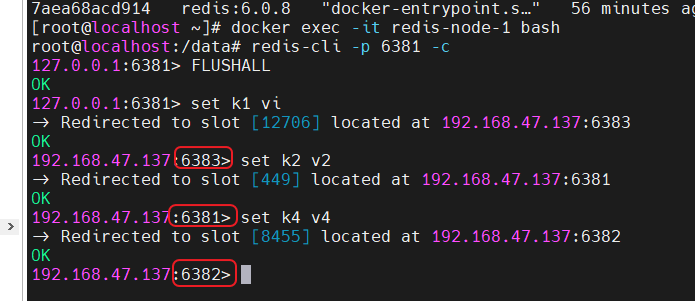 7aea68acd914   redis:6.0.8   "docker-entrypoint.s…"   56 minutes ag
[root@localhost ~]# docker exec -it redis-node-1 bash
root@localhost:/data# redis-cli -p 6381 -c
127.0.0.1:6381> FLUSHALL
OK
127.0.0.1:6381> set k1 vi
-> Redirected to slot [12706] located at 192.168.47.137:6383
OK
192.168.47.137:6383> set k2 v2
-> Redirected to slot [449] located at 192.168.47.137:6381
OK
192.168.47.137:6381> set k4 v4
-> Redirected to slot [8455] located at 192.168.47.137:6382
OK
192.168.47.137:6382>